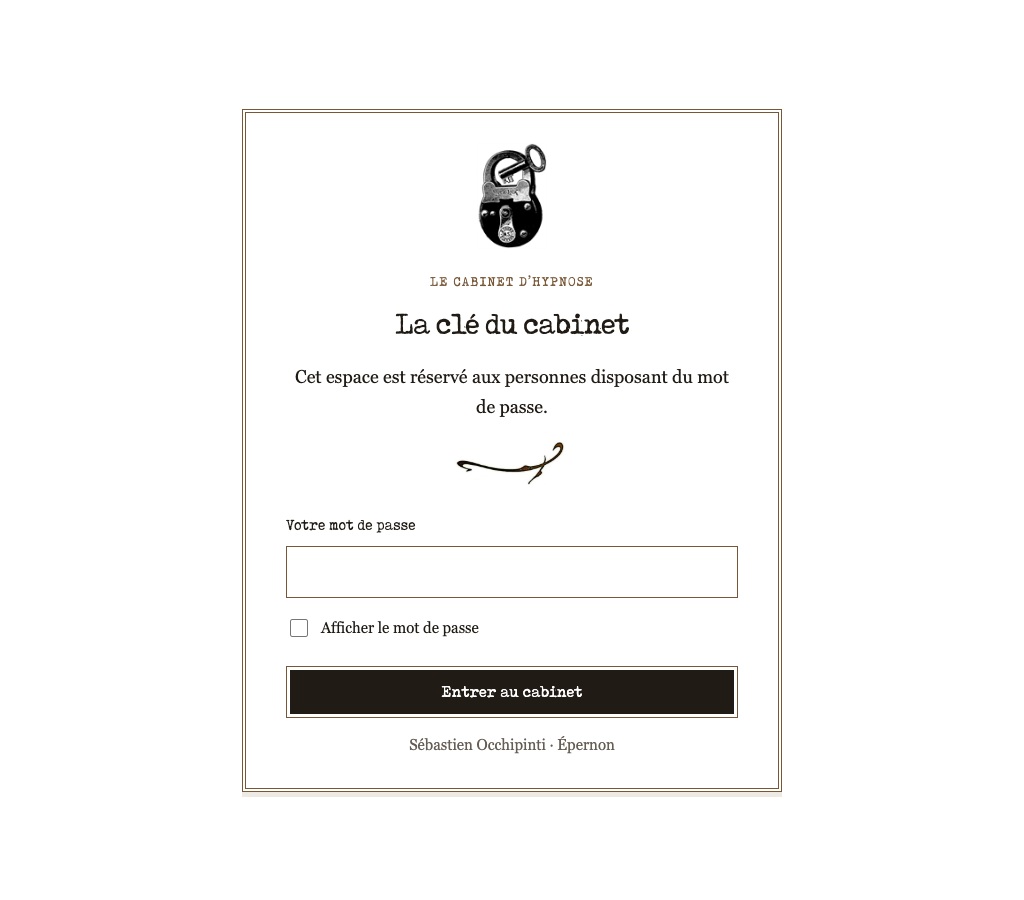 LE CABINET D’HYPNOSE
La clé du cabinet
Cet espace est réservé aux personnes disposant du mot
de passe.
Votre mot de passe
Afficher le mot de passe
Entrer au cabinet
Sébastien Occhipinti · Épernon